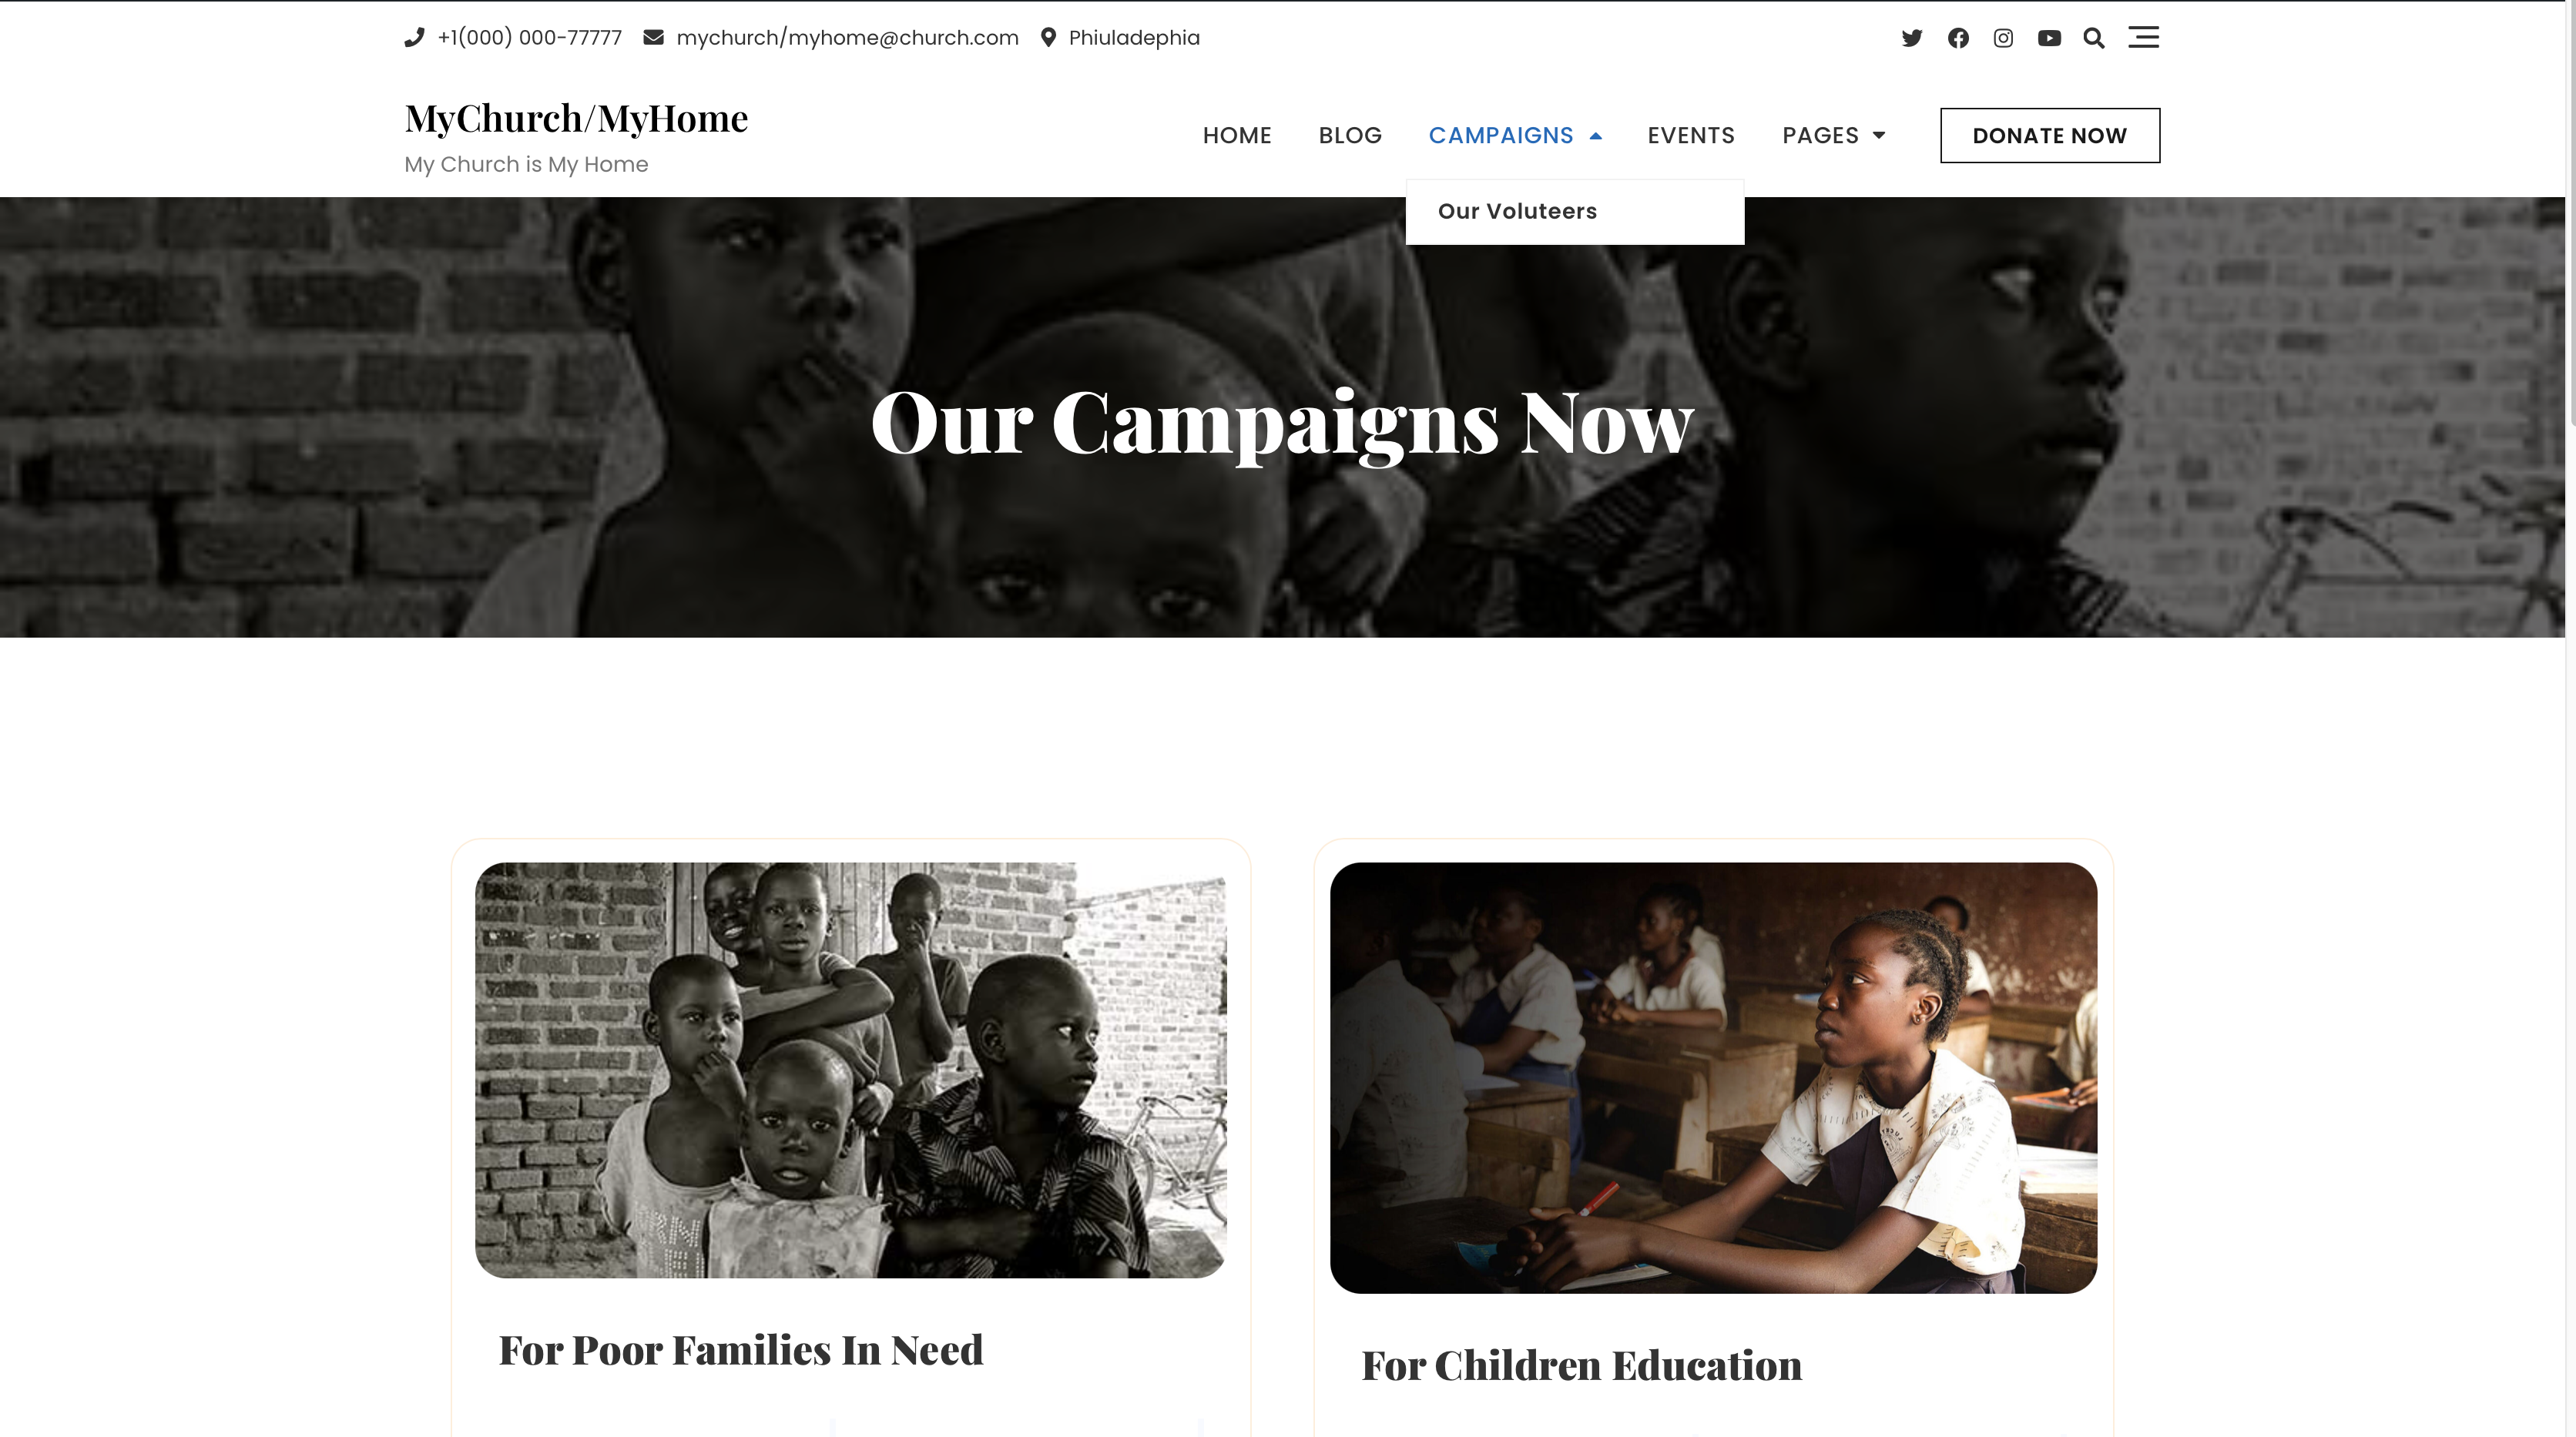 +1(000) 000-77777 mychurch/myhome@church.com Phiuladephia
MyChurch/MyHome
My Church is My Home
HOME BLOG CAMPAIGNS EVENTS PAGES DONATE NOW
Our Voluteers
Our Campaigns Now
For Poor Families In Need
For Children Education